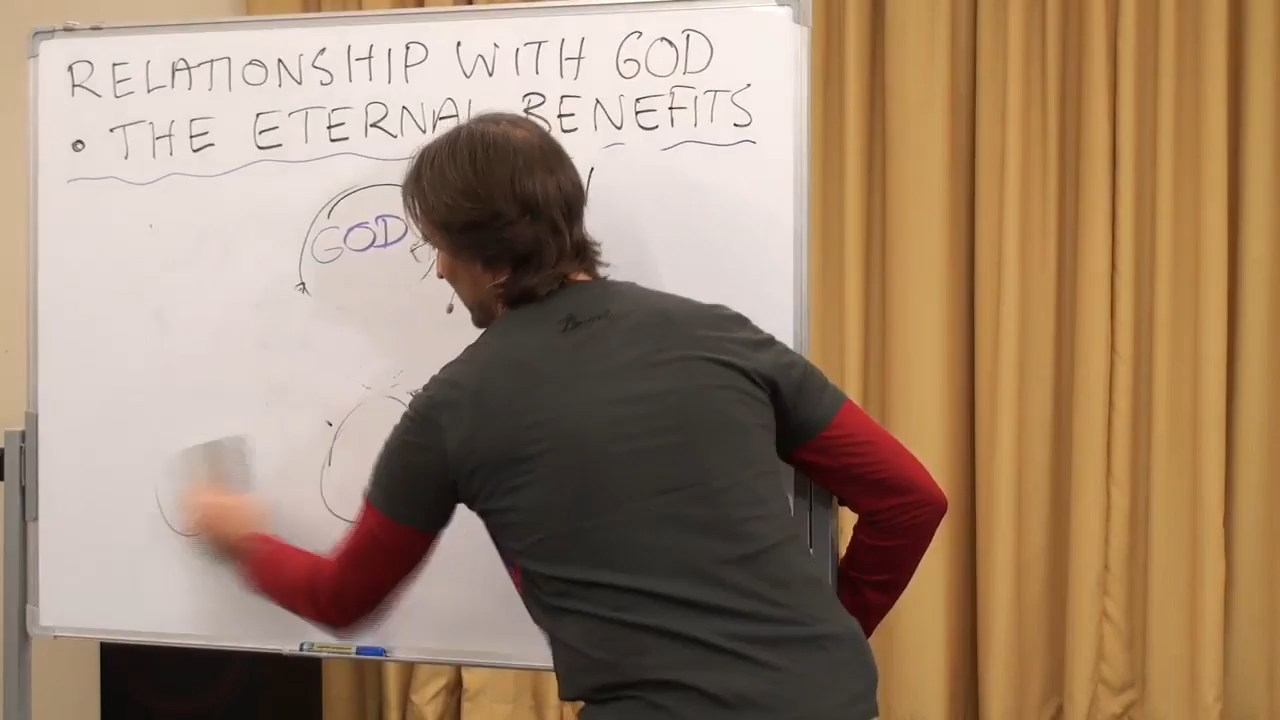 RELATIONSHIP WITH GOD
• THE ETERNAL BENEFITS
GOD